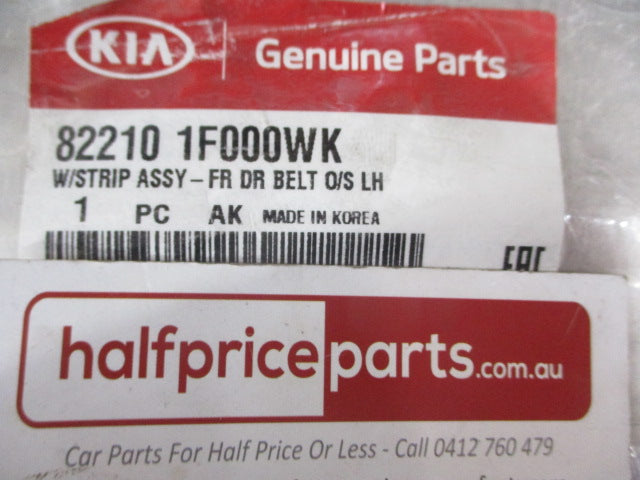 KIA Genuine Parts
82210 1F000WK
W/STRIP ASSY-FR DR BELT O/S LH
1 PC AK MADE IN KOREA
EAC
halfpriceparts.com.au
Car Parts For Half Price Or Less - Call 0412 760 479